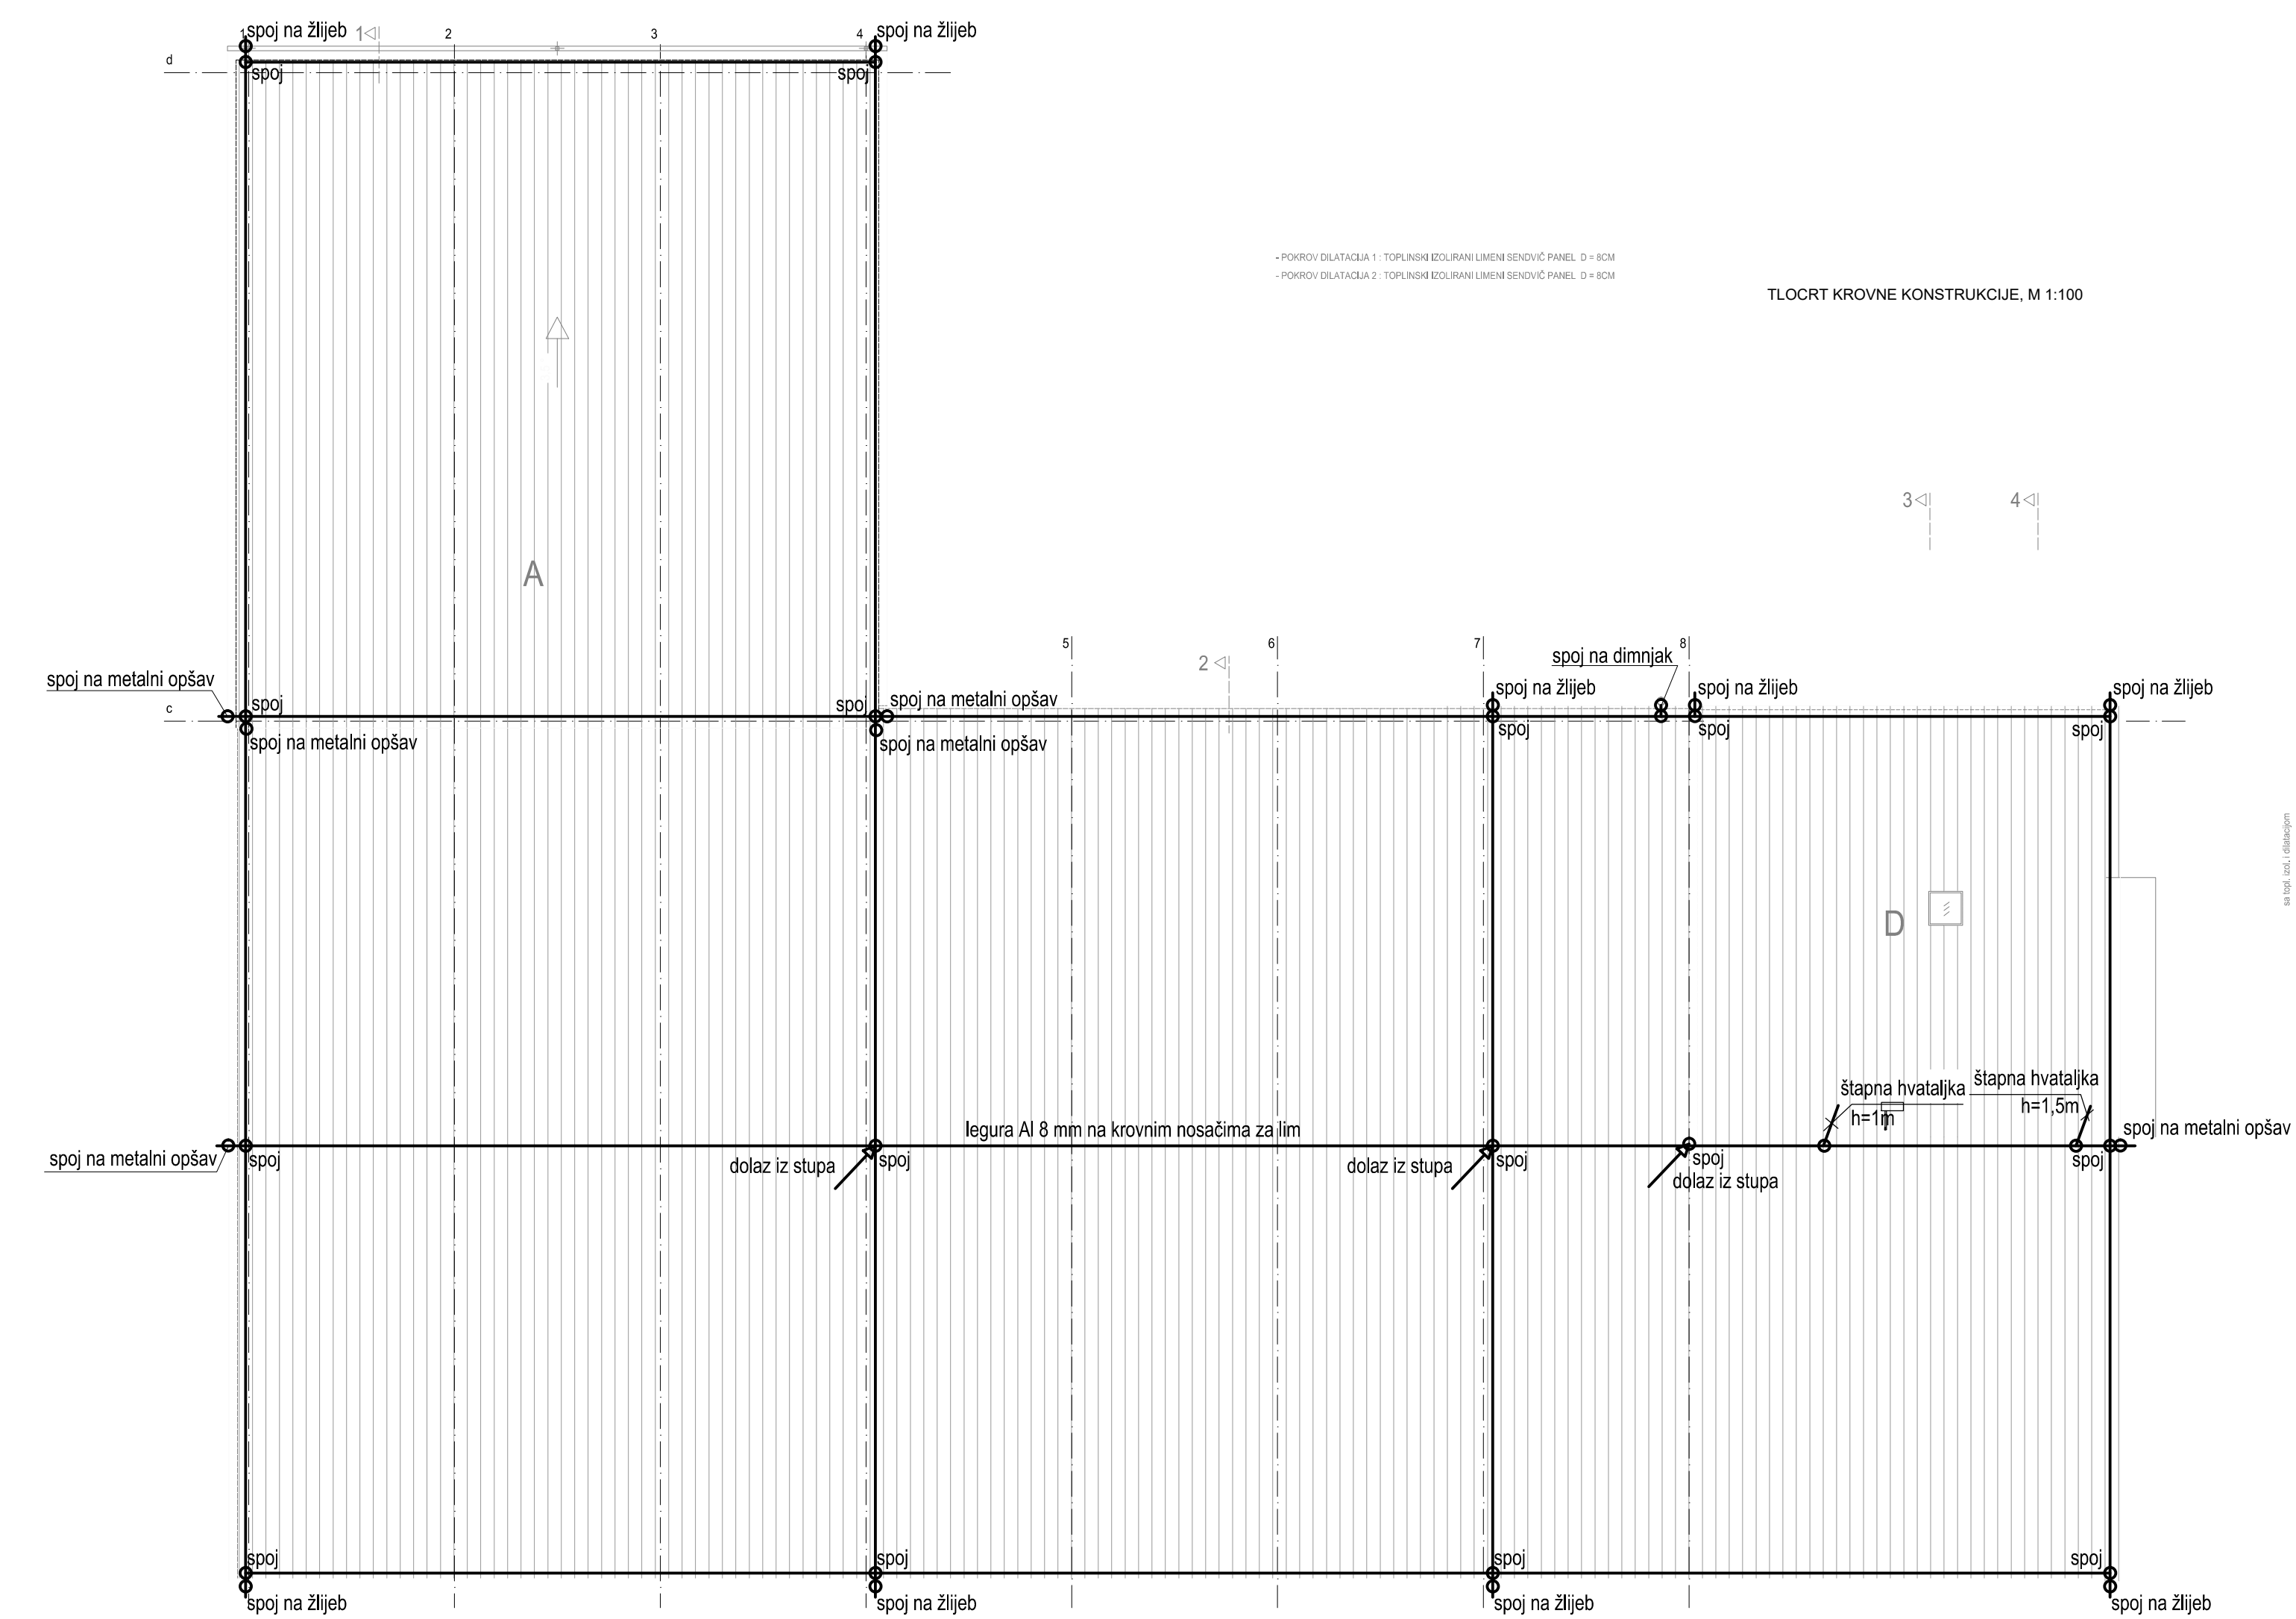 spoj na žlijeb
1
1
2
3
4
spoj na žlijeb
d
spoj
spoj
- POKROV DILATACIJA 1 : TOPLINSKI IZOLIRANI LIMENI SENDVIČ PANEL D = 8CM
- POKROV DILATACIJA 2 : TOPLINSKI IZOLIRANI LIMENI SENDVIČ PANEL D = 8CM
TLOCRT KROVNE KONSTRUKCIJE, M 1:100
3
4
A
5
6
7
8
2
spoj na dimnjak
spoj na metalni opšav
spoj na žlijeb
spoj na žlijeb
spoj na žlijeb
c
spoj
spoj
spoj na metalni opšav
spoj
spoj
spoj
spoj na metalni opšav
spoj na metalni opšav
sa topl. izol. i dilatacijom
D
štapna hvataljka
h=1m
štapna hvataljka
h=1,5m
legura Al 8 mm na krovnim nosačima za lim
spoj na metalni opšav
spoj na metalni opšav
spoj
dolaz iz stupa
spoj
dolaz iz stupa
spoj
spoj
dolaz iz stupa
spoj
spoj
spoj
spoj
spoj
spoj na žlijeb
spoj na žlijeb
spoj na žlijeb
spoj na žlijeb